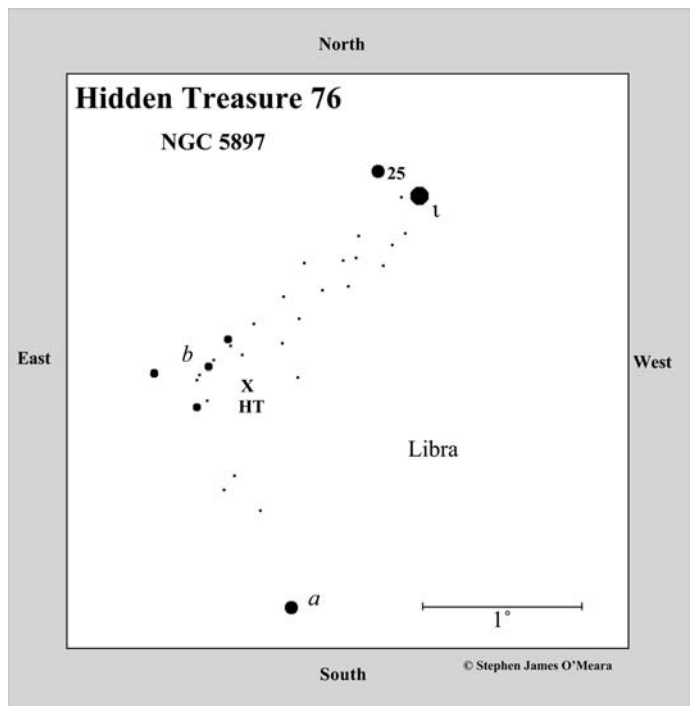 North
Hidden Treasure 76
NGC 5897
25
ι
East
b
West
X
HT
Libra
a
1°
South
© Stephen James O'Meara